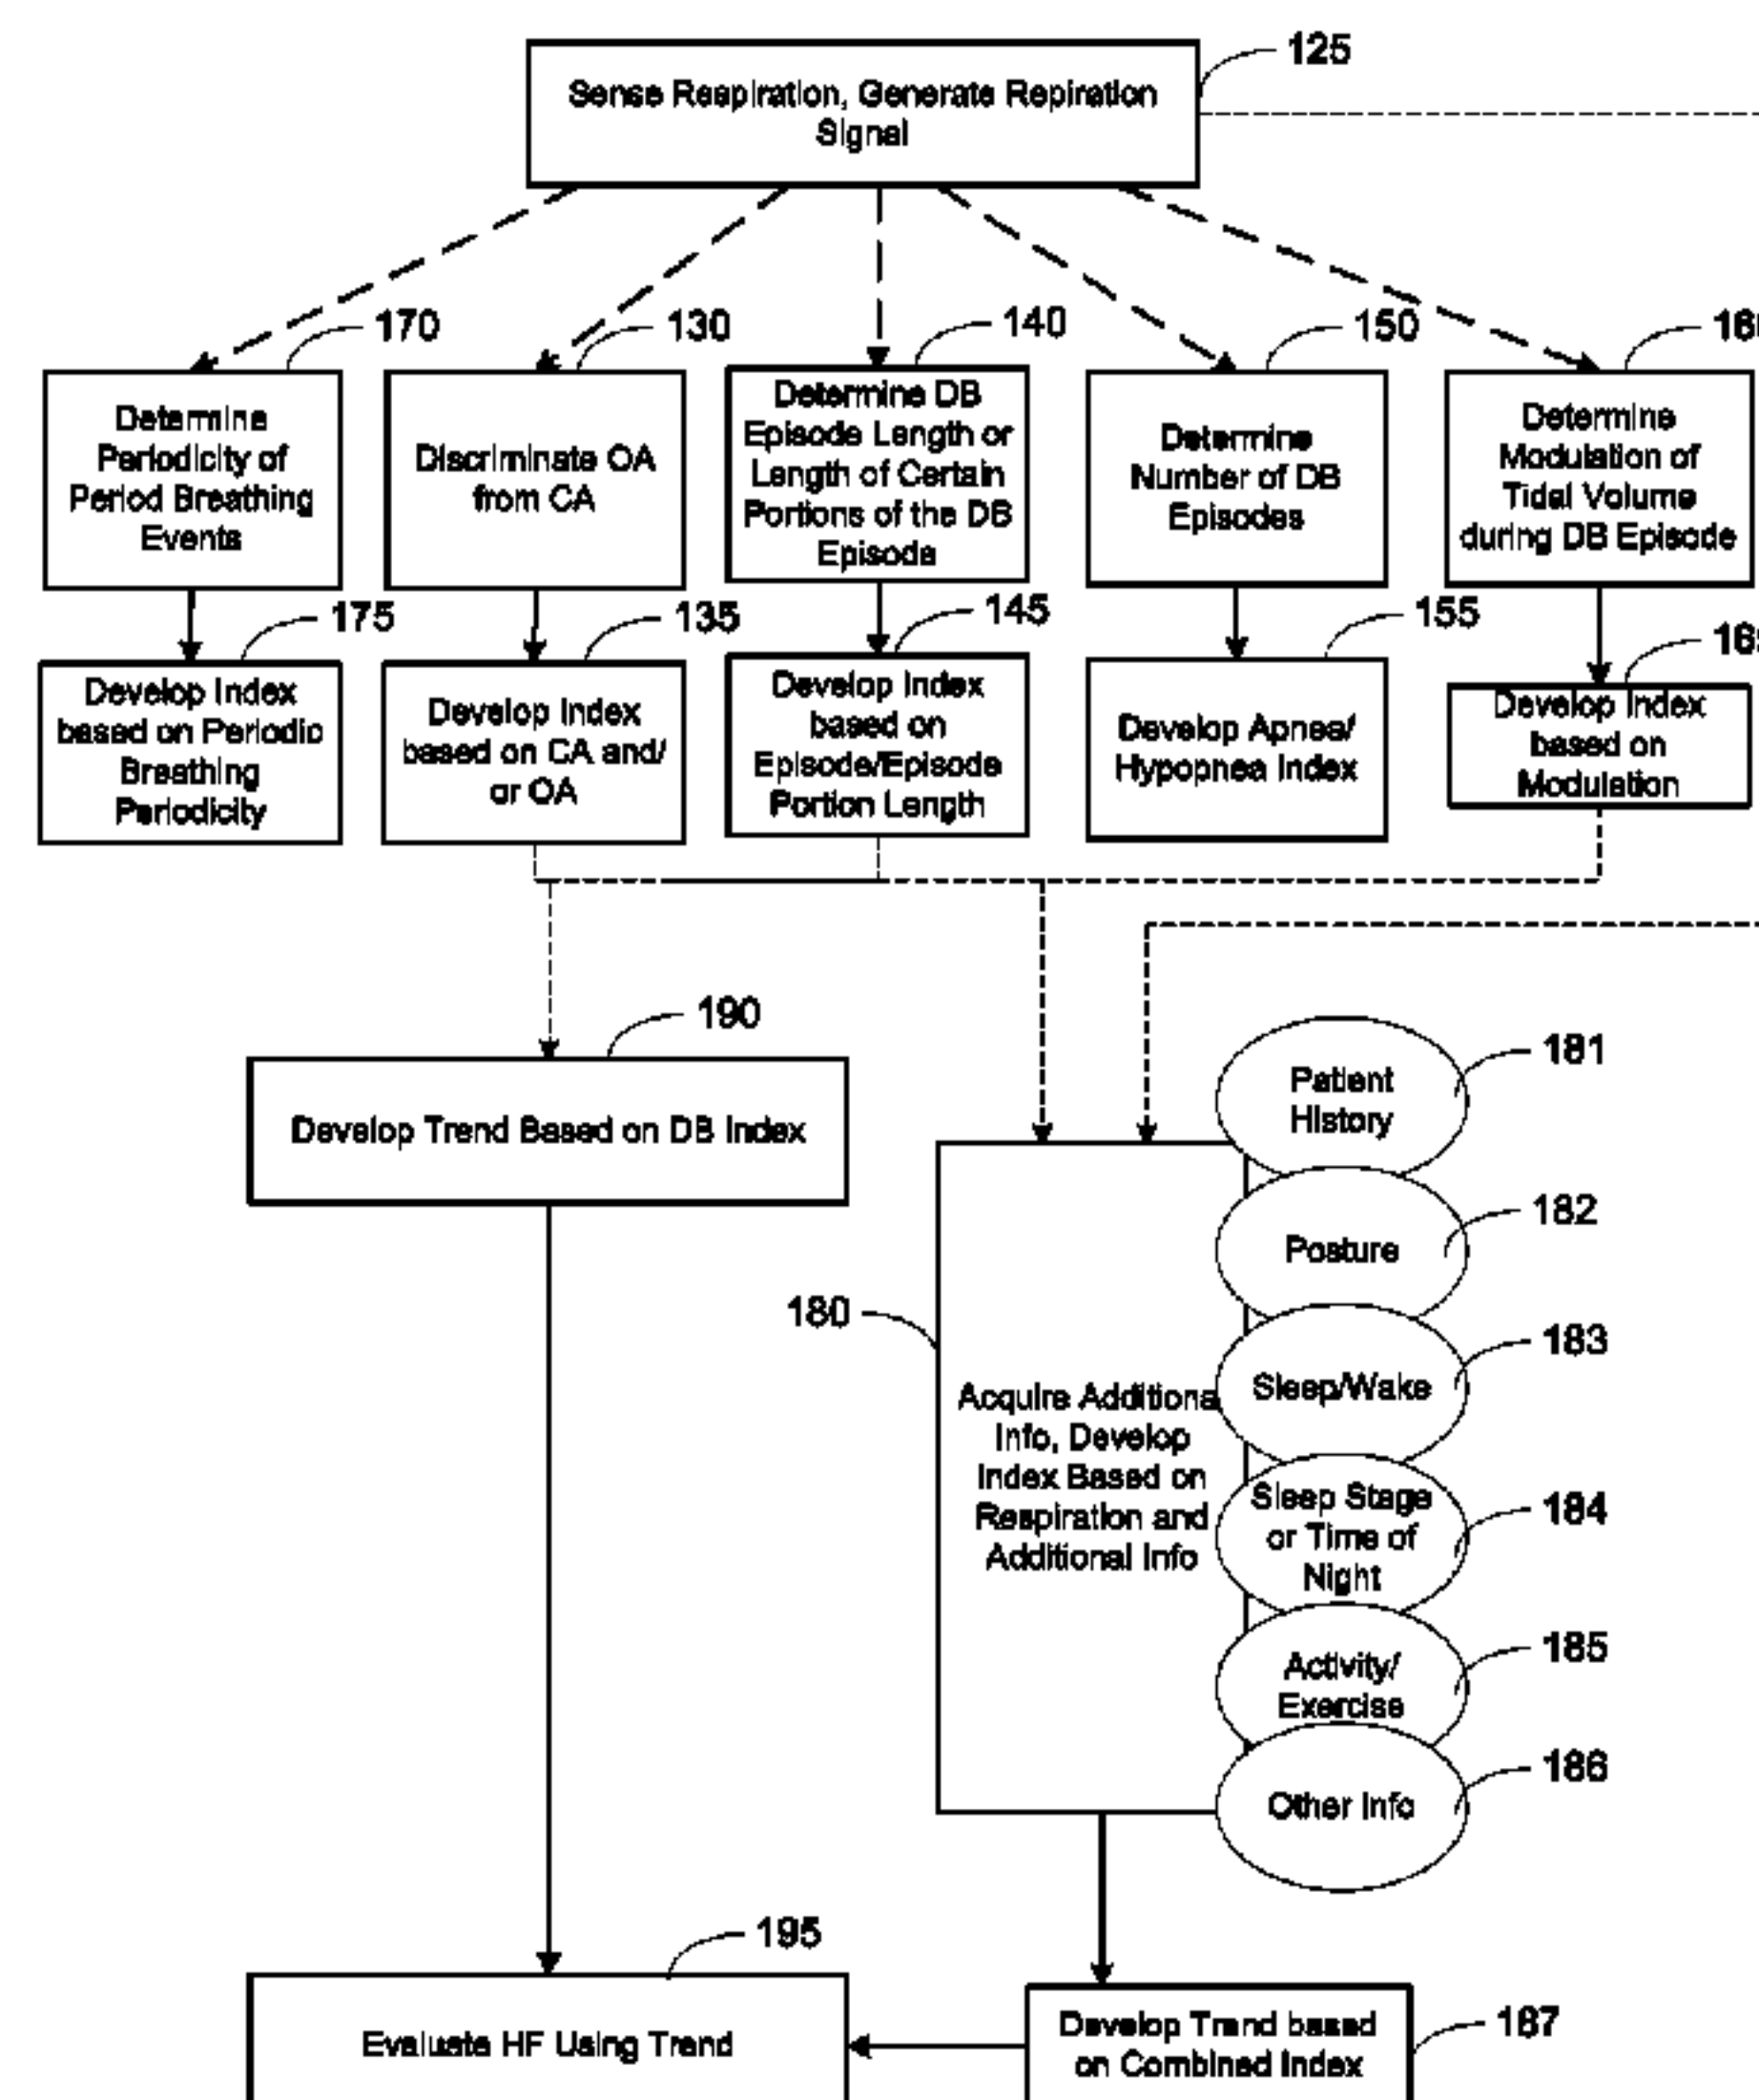 125
Sense Respiration, Generate Repiration
Signal
170
130
140
150
Determine
Periodicity of
Period Breathing
Events
Discriminate OA
from CA
Determine DB
Episode Length or
Length of Certain
Portions of the DB
Episode
Determine
Number of DB
Episodes
Determine
Modulation of
Tidal Volume
during DB Episode
175
135
145
155
Develop Index
based on Periodic
Breathing
Periodicity
Develop Index
based on CA and/
or OA
Develop Index
based on
Episode/Episode
Portion Length
Develop Apnea/
Hypopnea Index
Develop Index
based on
Modulation
190
Develop Trend Based on DB Index
180
Acquire Additional
Info, Develop
Index Based on
Respiration and
Additional Info
Patient
History
181
Posture
182
Sleep/Wake
183
Sleep Stage
or Time of
Night
184
Activity/
Exercise
185
Other Info
186
195
Evaluate HF Using Trend
Develop Trend based
on Combined Index
187